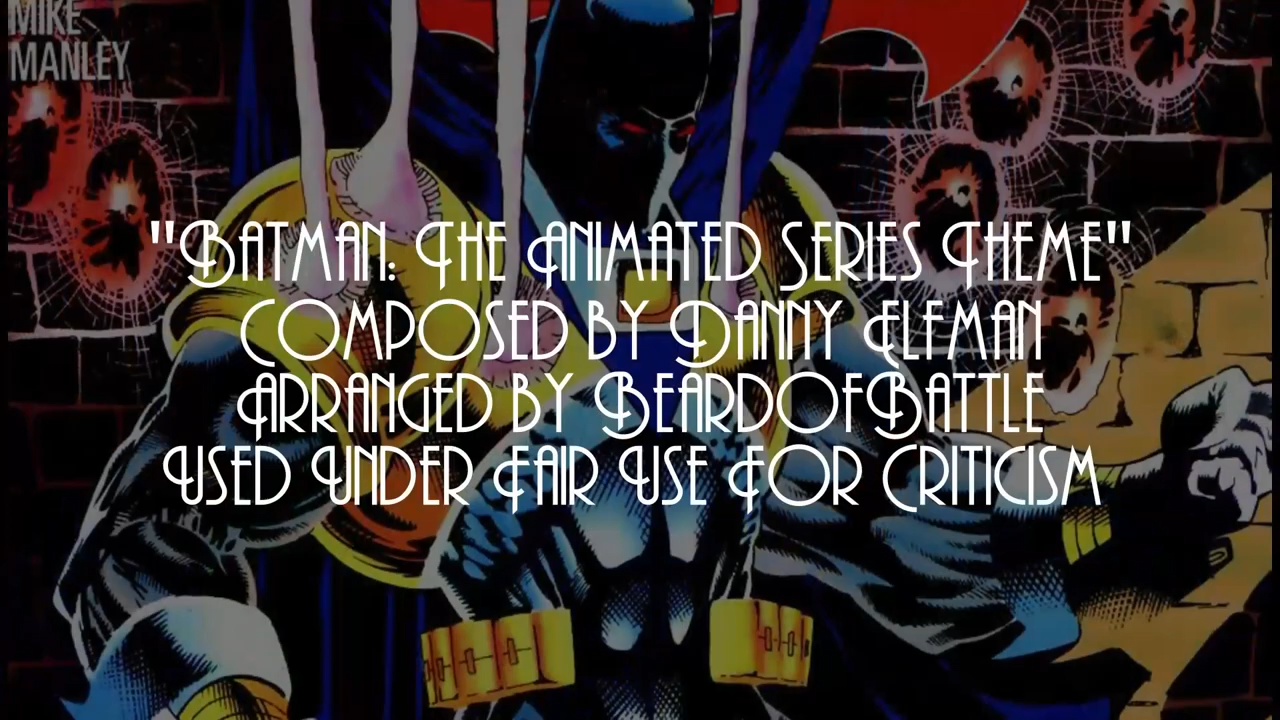 MIKE
MANLEY
"Batman: The Animated Series Theme"
Composed by Danny Elfman
Arranged by BeardofBattle
Used Under Fair Use For Criticism